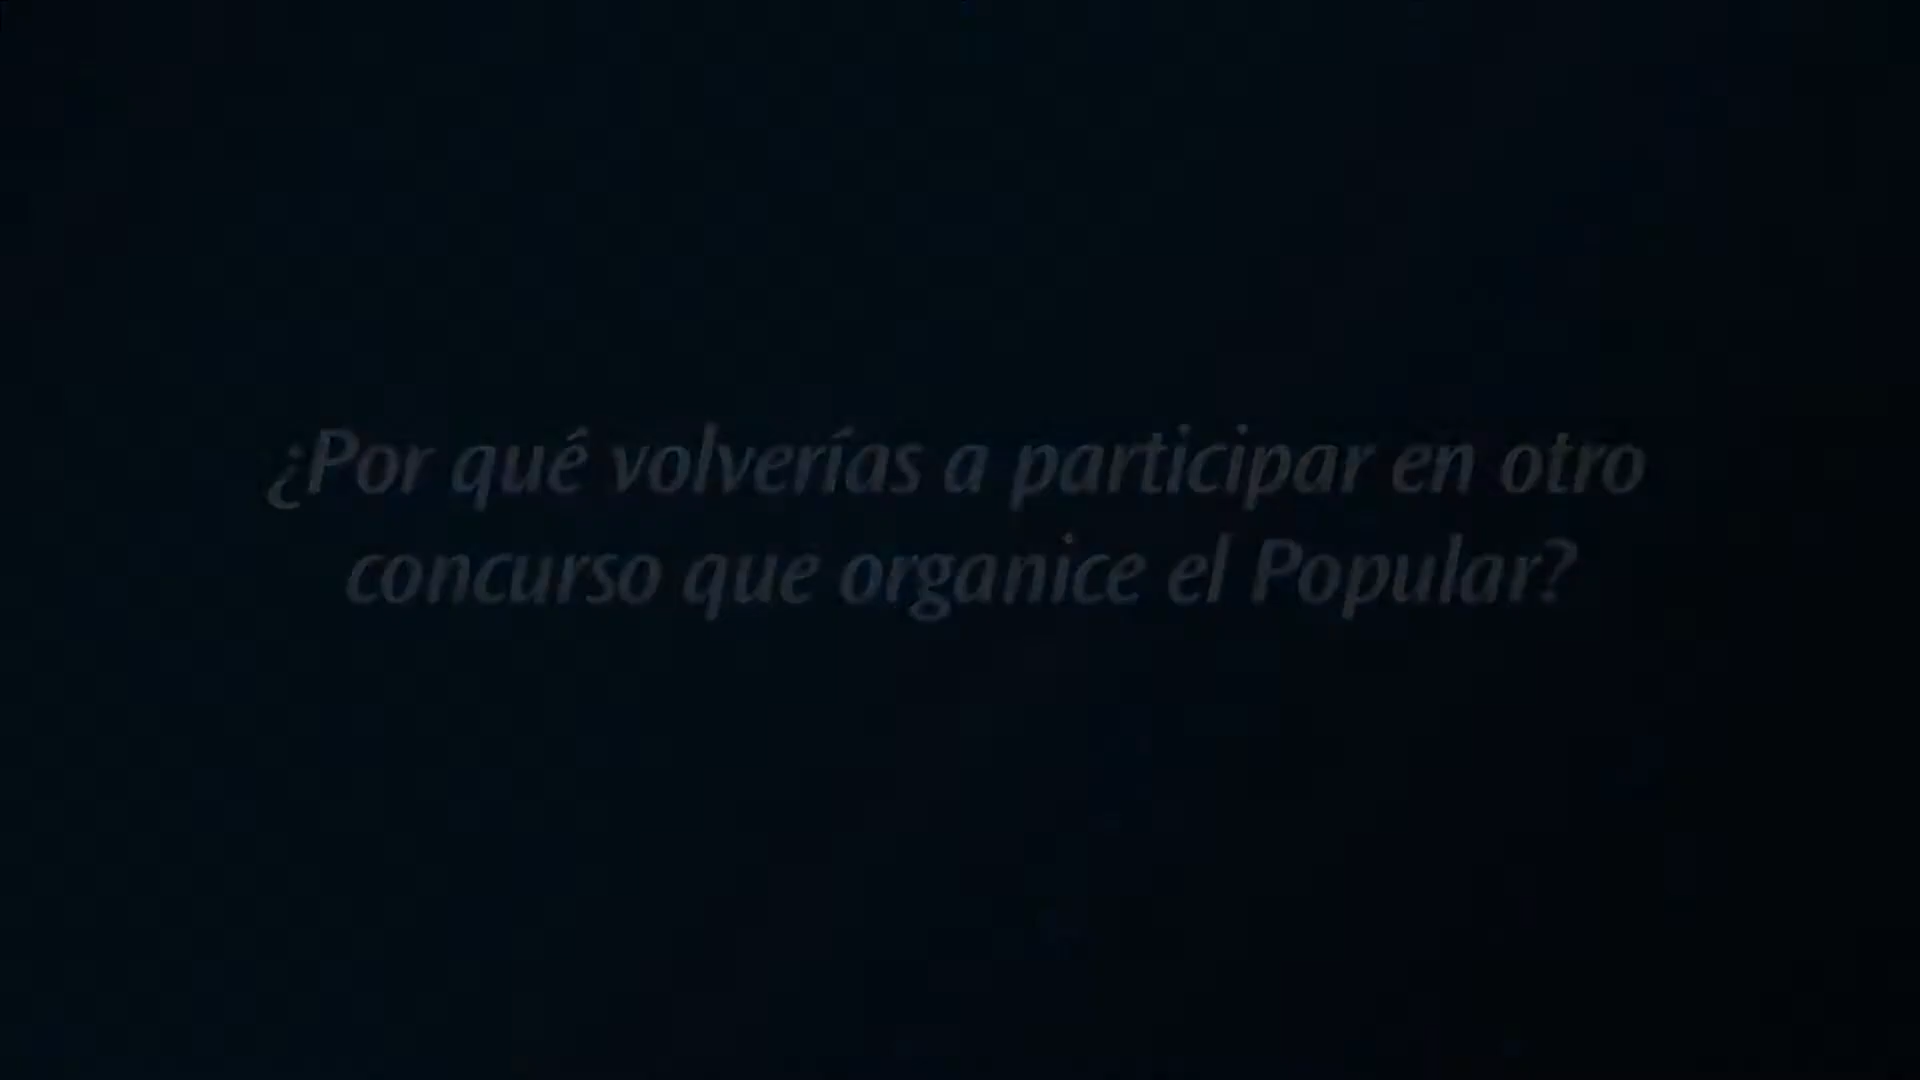 ¿Por qué volverías a participar en otro
concurso que organice el Popular?